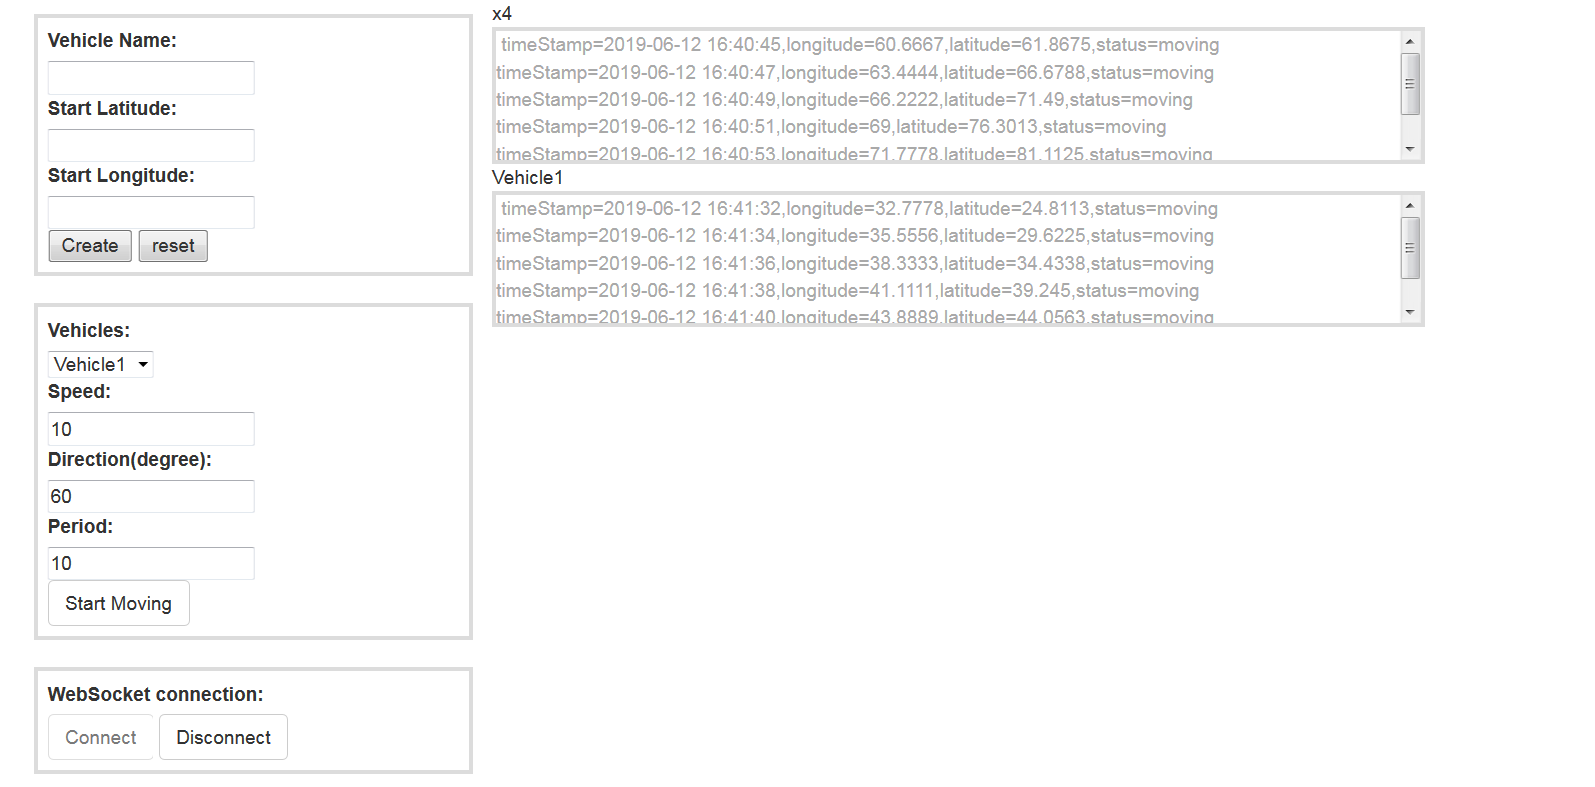 Vehicle Name:
Start Latitude:
Start Longitude:
Create reset
Vehicles:
Vehicle1
Speed:
10
Direction(degree):
60
Period:
10
Start Moving
WebSocket connection:
Connect Disconnect
x4
timeStamp=2019-06-12 16:40:45,longitude=60.6667,latitude=61.8675,status=moving
timeStamp=2019-06-12 16:40:47,longitude=63.4444,latitude=66.6788,status=moving
timeStamp=2019-06-12 16:40:49,longitude=66.2222,latitude=71.49,status=moving
timeStamp=2019-06-12 16:40:51,longitude=69,latitude=76.3013,status=moving
timeStamp=2019-06-12 16:40:53,longitude=71.7778,latitude=81.1125,status=moving
Vehicle1
timeStamp=2019-06-12 16:41:32,longitude=32.7778,latitude=24.8113,status=moving
timeStamp=2019-06-12 16:41:34,longitude=35.5556,latitude=29.6225,status=moving
timeStamp=2019-06-12 16:41:36,longitude=38.3333,latitude=34.4338,status=moving
timeStamp=2019-06-12 16:41:38,longitude=41.1111,latitude=39.245,status=moving
timeStamp=2019-06-12 16:41:40,longitude=43.8889,latitude=44.0563,status=moving